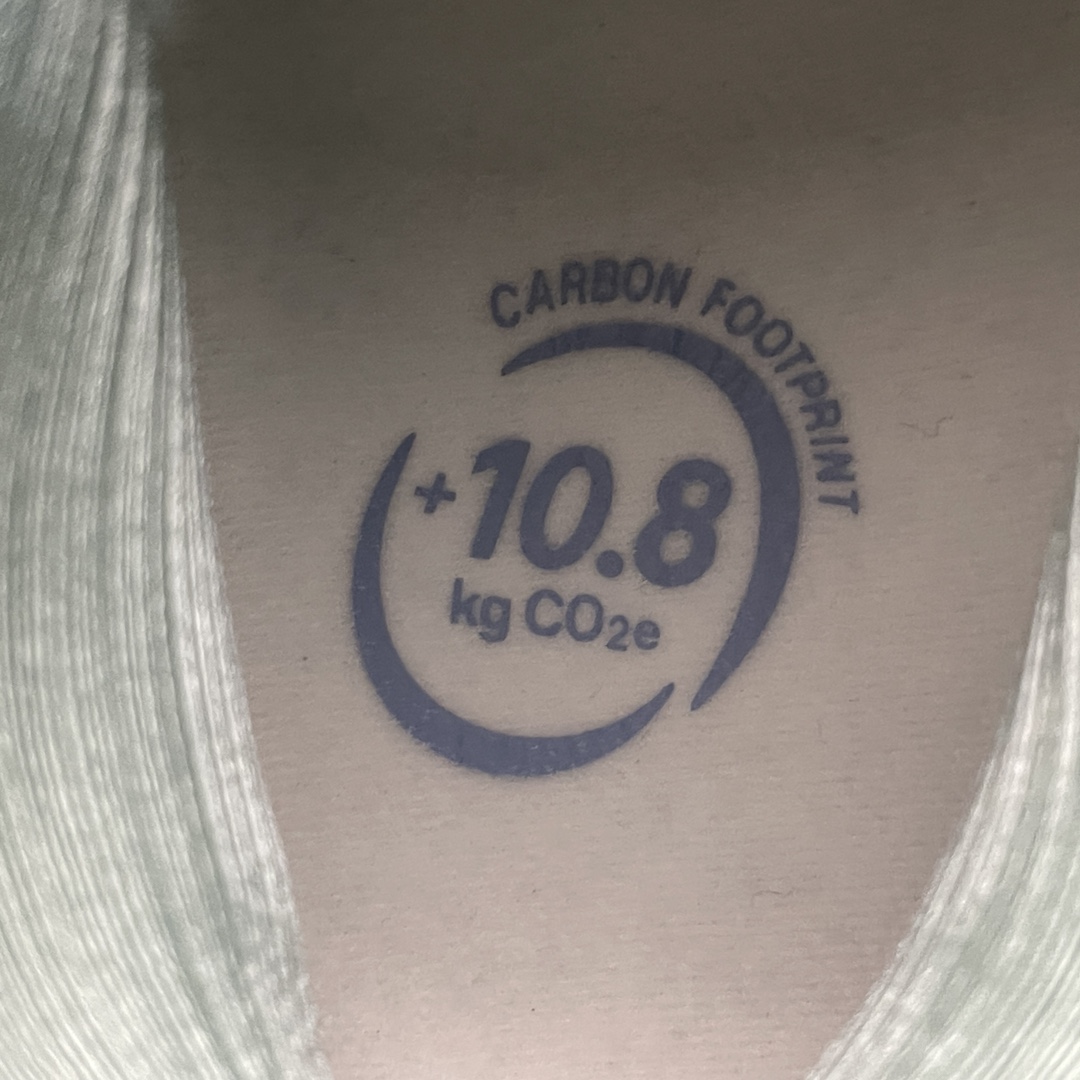 CARBON FOOTPRINT
+10.8
kg CO₂e